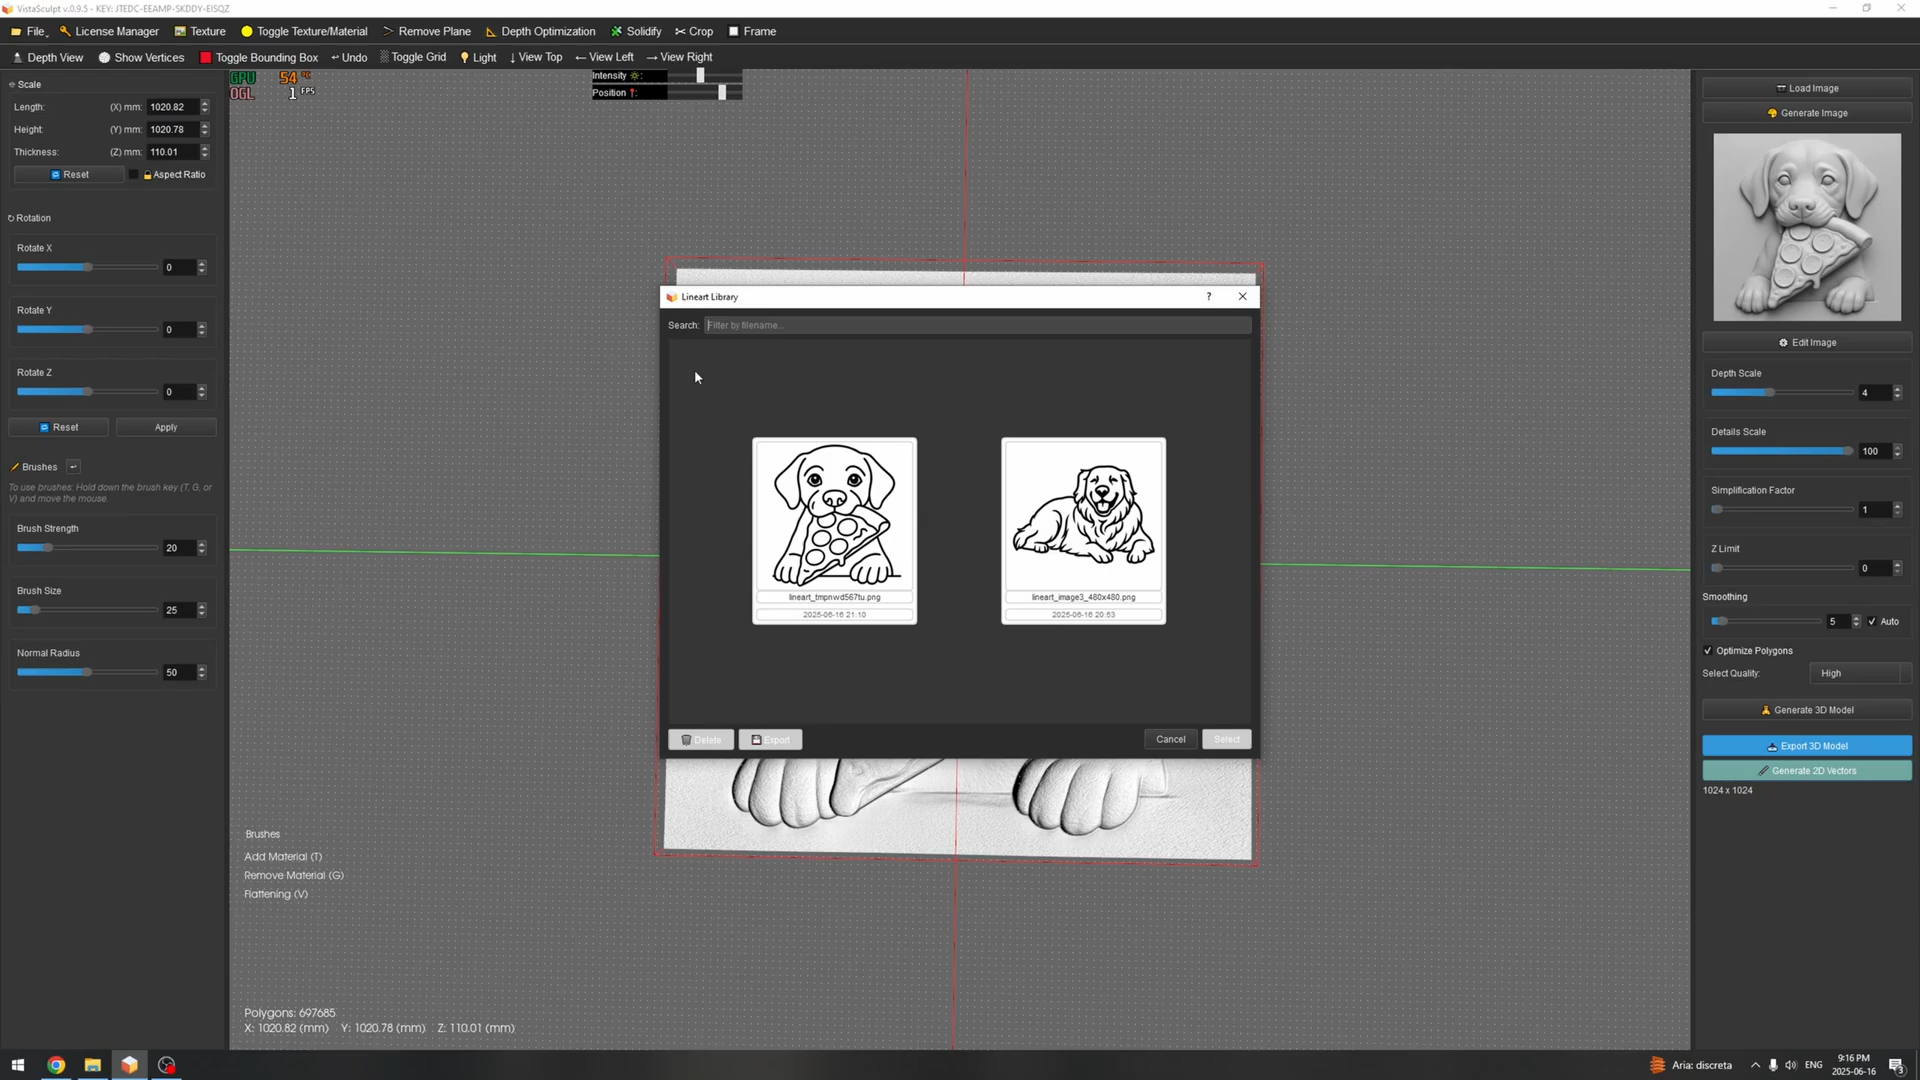 VistaSculpt v.0.9.5 - KEY: JTEDC-EEAMP-SKDDY-EISQZ
File License Manager Texture Toggle Texture/Material Remove Plane Depth Optimization Solidify Crop Frame
Depth View Show Vertices Toggle Bounding Box Undo Toggle Grid Light View Top View Left View Right
Scale
Length: (X) mm: 1020.82
Height: (Y) mm: 1020.78
Thickness: (Z) mm: 110.01
Reset Aspect Ratio
Rotation
Rotate X
0
Rotate Y
0
Rotate Z
0
Reset Apply
Brushes
To use brushes: Hold down the brush key (T, G, or
V) and move the mouse.
Brush Strength
20
Brush Size
25
Normal Radius
50
GPU 54 °C
OGL 1 FPS
Intensity :
Position :
Lineart Library ?
Search: Filter by filename...
lineart_tmpnwd567tu.png
2025-06-16 21:10
lineart_image3_480x480.png
2025-06-16 20:53
Delete Export Cancel Select
Brushes
Add Material (T)
Remove Material (G)
Flattening (V)
Polygons: 697685
X: 1020.82 (mm) Y: 1020.78 (mm) Z: 110.01 (mm)
Load Image
Generate Image
Edit Image
Depth Scale
4
Details Scale
100
Simplification Factor
1
Z Limit
0
Smoothing
5 Auto
Optimize Polygons
Select Quality: High
Generate 3D Model
Export 3D Model
Generate 2D Vectors
1024 x 1024
Aria: discreta ENG 9:16 PM
2025-06-16
3